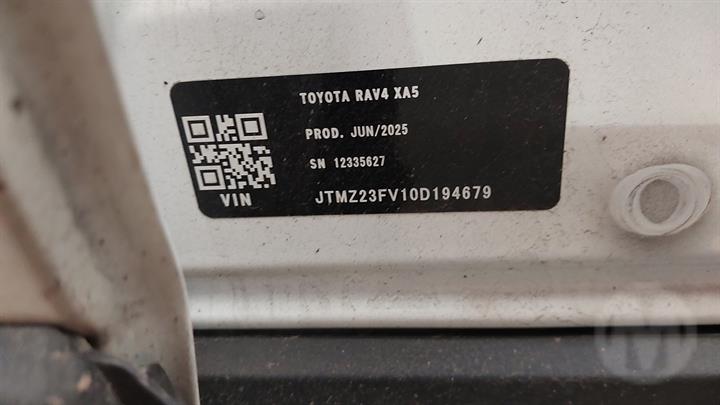 TOYOTA RAV4 XA5
PROD. JUN/2025
SN 12335627
VIN
JTMZ23FV10D194679